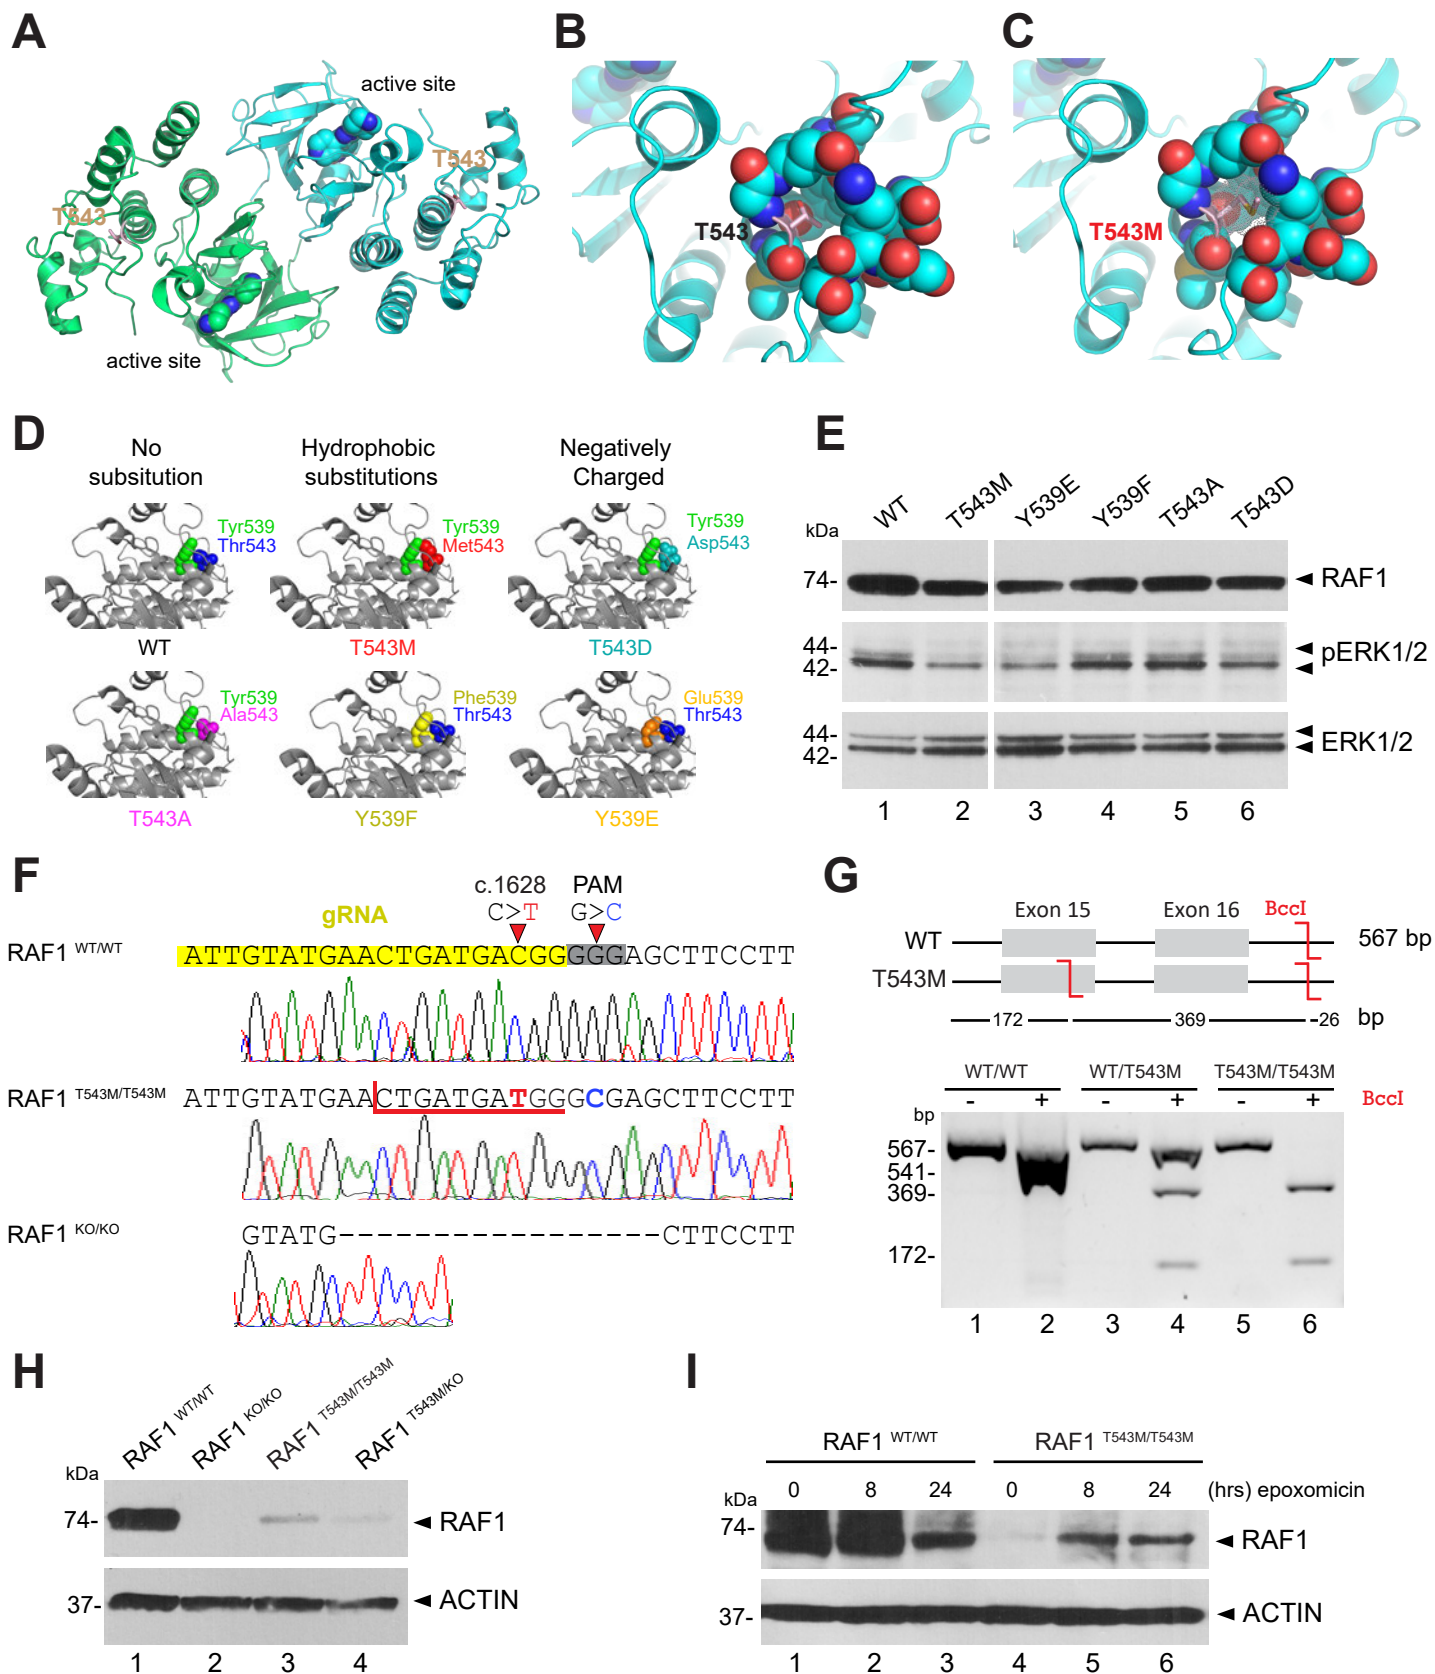 A
active site
T543
T543
active site
B
T543
C
T543M
D
No subsitution
Hydrophobic substitutions
Negatively Charged
Tyr539
Thr543
WT
Tyr539
Met543
T543M
Tyr539
Asp543
T543D
Tyr539
Ala543
T543A
Phe539
Thr543
Y539F
Glu539
Thr543
Y539E
E
WT T543M Y539E Y539F T543A T543D
kDa
74- RAF1
44-
42- pERK1/2
44-
42- ERK1/2
1 2 3 4 5 6
F
c.1628 PAM
gRNA C>T G>C
RAF1 WT/WT ATTGTATGAACTGATGACGGGGGAGCTTCCTT
RAF1 T543M/T543M ATTGTATGAACTGATGATGGGCGAGCTTCCTT
RAF1 KO/KO GTATG-----------------CTTCCTT
G
Exon 15 Exon 16 BccI
WT 567 bp
T543M
172 369 -26 bp
WT/WT WT/T543M T543M/T543M
- + - + - + BccI
bp
567-
541-
369-
172-
1 2 3 4 5 6
H
RAF1 WT/WT RAF1 KO/KO RAF1 T543M/T543M RAF1 T543M/KO
kDa
74- RAF1
37- ACTIN
1 2 3 4
I
RAF1 WT/WT RAF1 T543M/T543M
0 8 24 0 8 24 (hrs) epoxomicin
kDa
74- RAF1
37- ACTIN
1 2 3 4 5 6